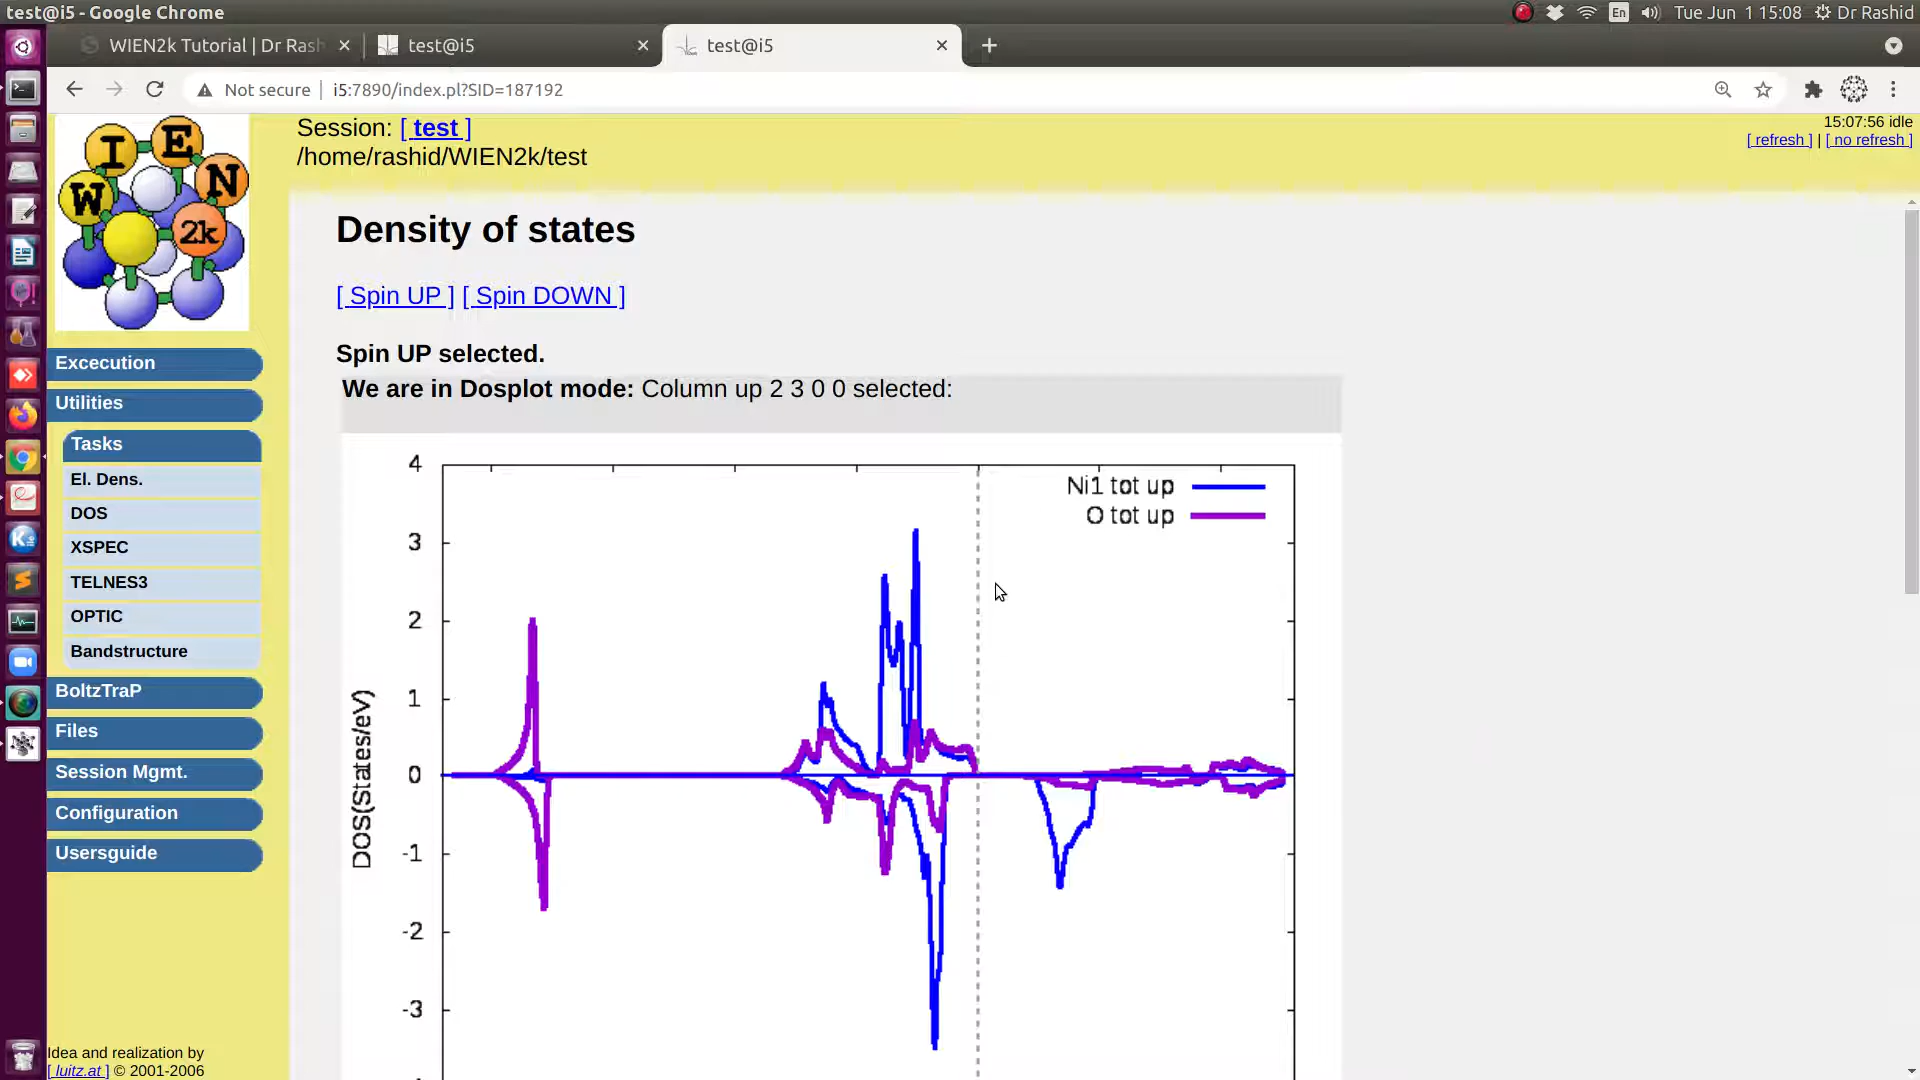 test@i5 - Google Chrome
En
Tue Jun 1 15:08
Dr Rashid
WIEN2k Tutorial | Dr Rash
test@i5
test@i5
Not secure
i5:7890/index.pl?SID=187192
W I E N 2k
Session: [ test ]
/home/rashid/WIEN2k/test
15:07:56 idle
[ refresh ] | [ no refresh ]
Density of states
[ Spin UP ] [ Spin DOWN ]
Spin UP selected.
We are in Dosplot mode: Column up 2 3 0 0 selected:
Excecution
Utilities
Tasks
El. Dens.
DOS
XSPEC
TELNES3
OPTIC
Bandstructure
BoltzTraP
Files
Session Mgmt.
Configuration
Usersguide
Idea and realization by
[ luitz.at ] © 2001-2006
Ni1 tot up
O tot up
DOS(States/eV)
4
3
2
1
0
-1
-2
-3